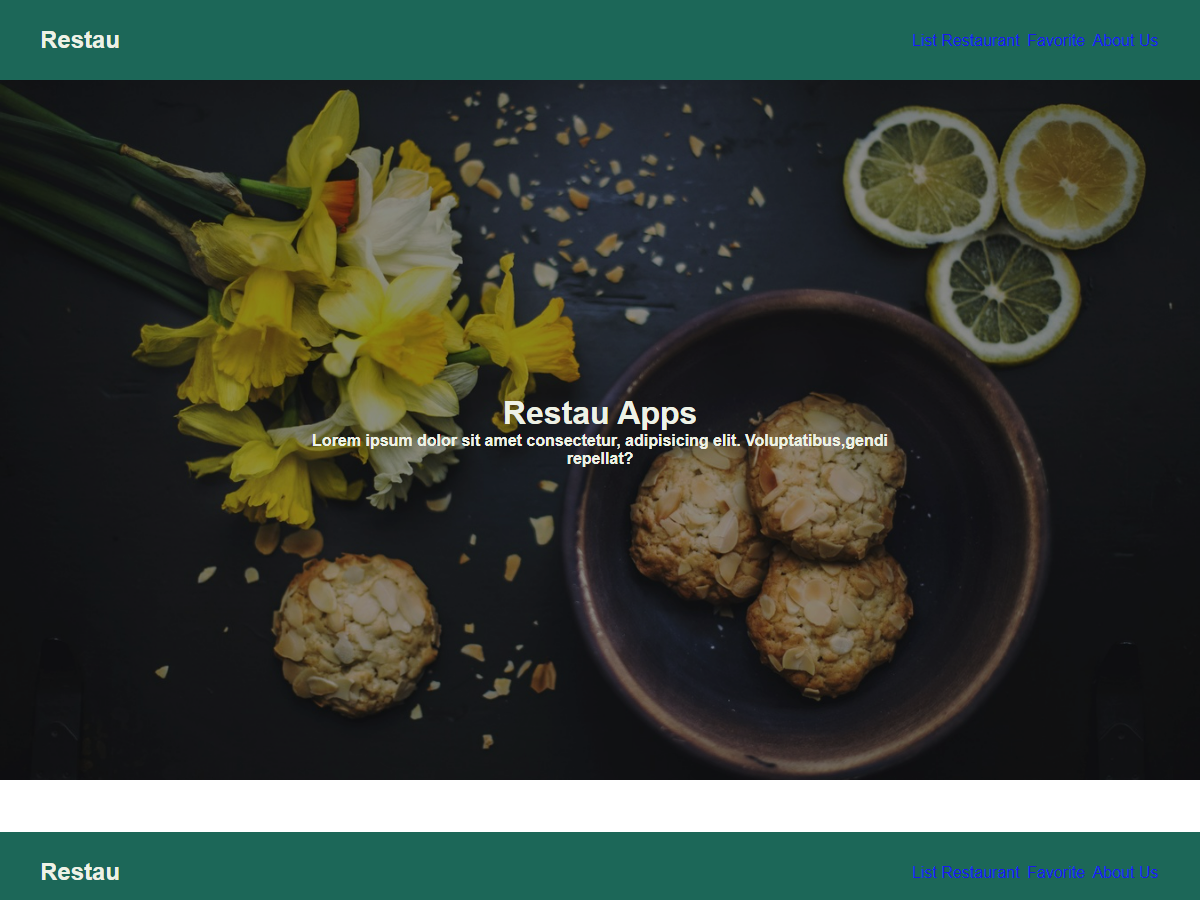 Restau
List Restaurant Favorite About Us
Restau Apps
Lorem ipsum dolor sit amet consectetur, adipisicing elit. Voluptatibus,gendi
repellat?
Restau
List Restaurant Favorite About Us